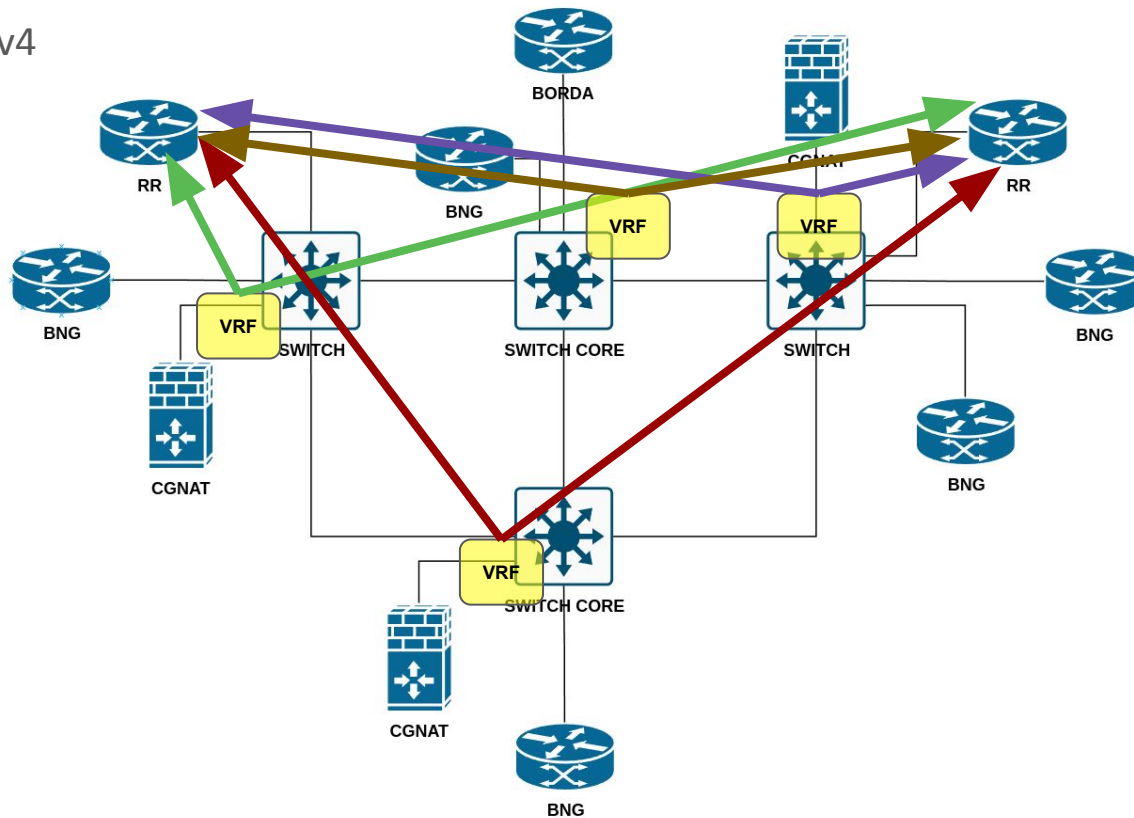 v4
BORDA
CGNAT
RR
BNG
RR
VRF
VRF
BNG
VRF
SWITCH
SWITCH CORE
SWITCH
BNG
CGNAT
BNG
VRF
SWITCH CORE
CGNAT
BNG